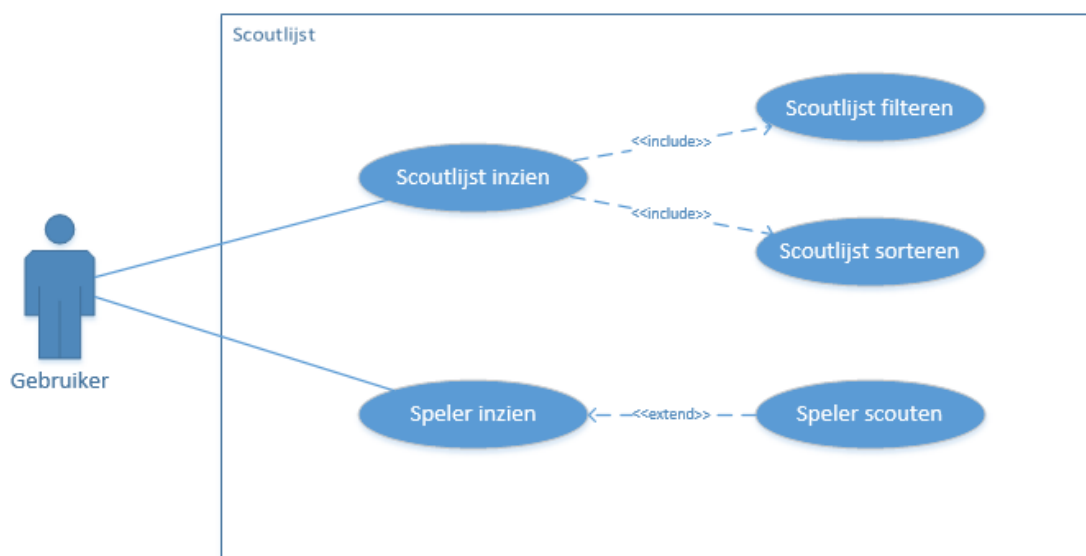 Scoutlijst
Scoutlijst filteren
<<include>>
Scoutlijst inzien
<<include>>
Scoutlijst sorteren
Gebruiker
Speler inzien
<<extend>>
Speler scouten